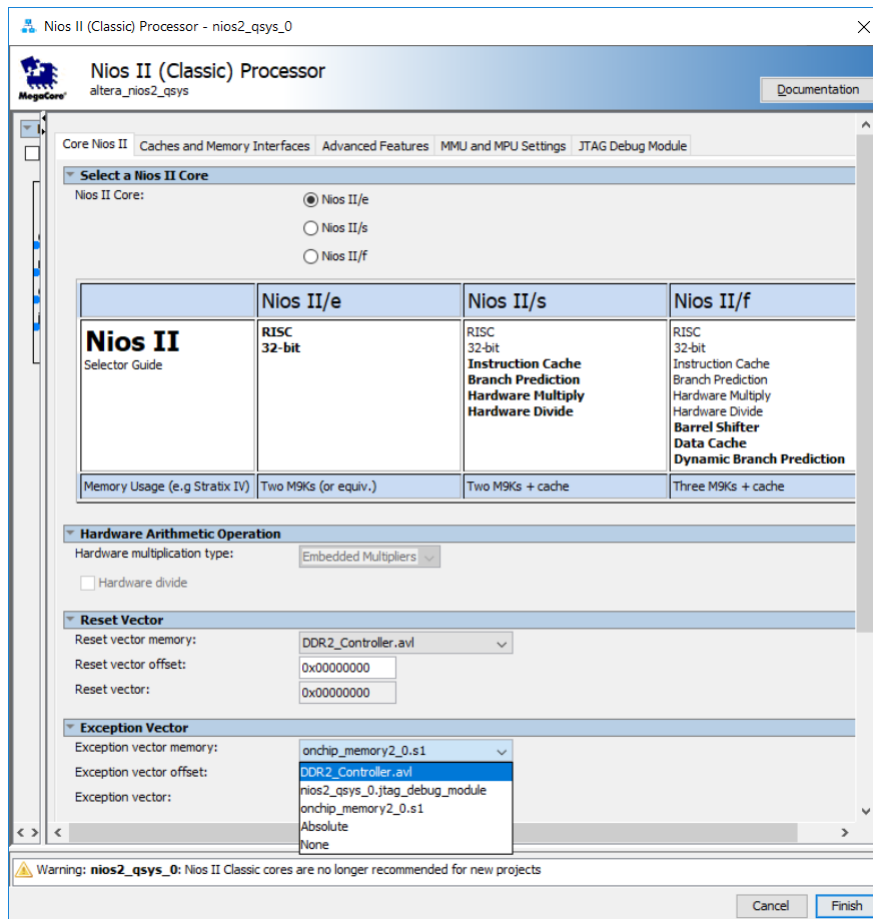 Nios II (Classic) Processor - nios2_qsys_0
MegaCore®
Nios II (Classic) Processor
altera_nios2_qsys
Documentation
Core Nios II Caches and Memory Interfaces Advanced Features MMU and MPU Settings JTAG Debug Module
Select a Nios II Core
Nios II Core:
Nios II/e
Nios II/s
Nios II/f
Nios II/e Nios II/s Nios II/f
Nios II
Selector Guide
RISC
32-bit
RISC
32-bit
Instruction Cache
Branch Prediction
Hardware Multiply
Hardware Divide
RISC
32-bit
Instruction Cache
Branch Prediction
Hardware Multiply
Hardware Divide
Barrel Shifter
Data Cache
Dynamic Branch Prediction
Memory Usage (e.g Stratix IV) Two M9Ks (or equiv.) Two M9Ks + cache Three M9Ks + cache
Hardware Arithmetic Operation
Hardware multiplication type: Embedded Multipliers
Hardware divide
Reset Vector
Reset vector memory: DDR2_Controller.avl
Reset vector offset: 0x00000000
Reset vector: 0x00000000
Exception Vector
Exception vector memory: onchip_memory2_0.s1
Exception vector offset:
Exception vector:
DDR2_Controller.avl
nios2_qsys_0.jtag_debug_module
onchip_memory2_0.s1
Absolute
None
Warning: nios2_qsys_0: Nios II Classic cores are no longer recommended for new projects
Cancel Finish